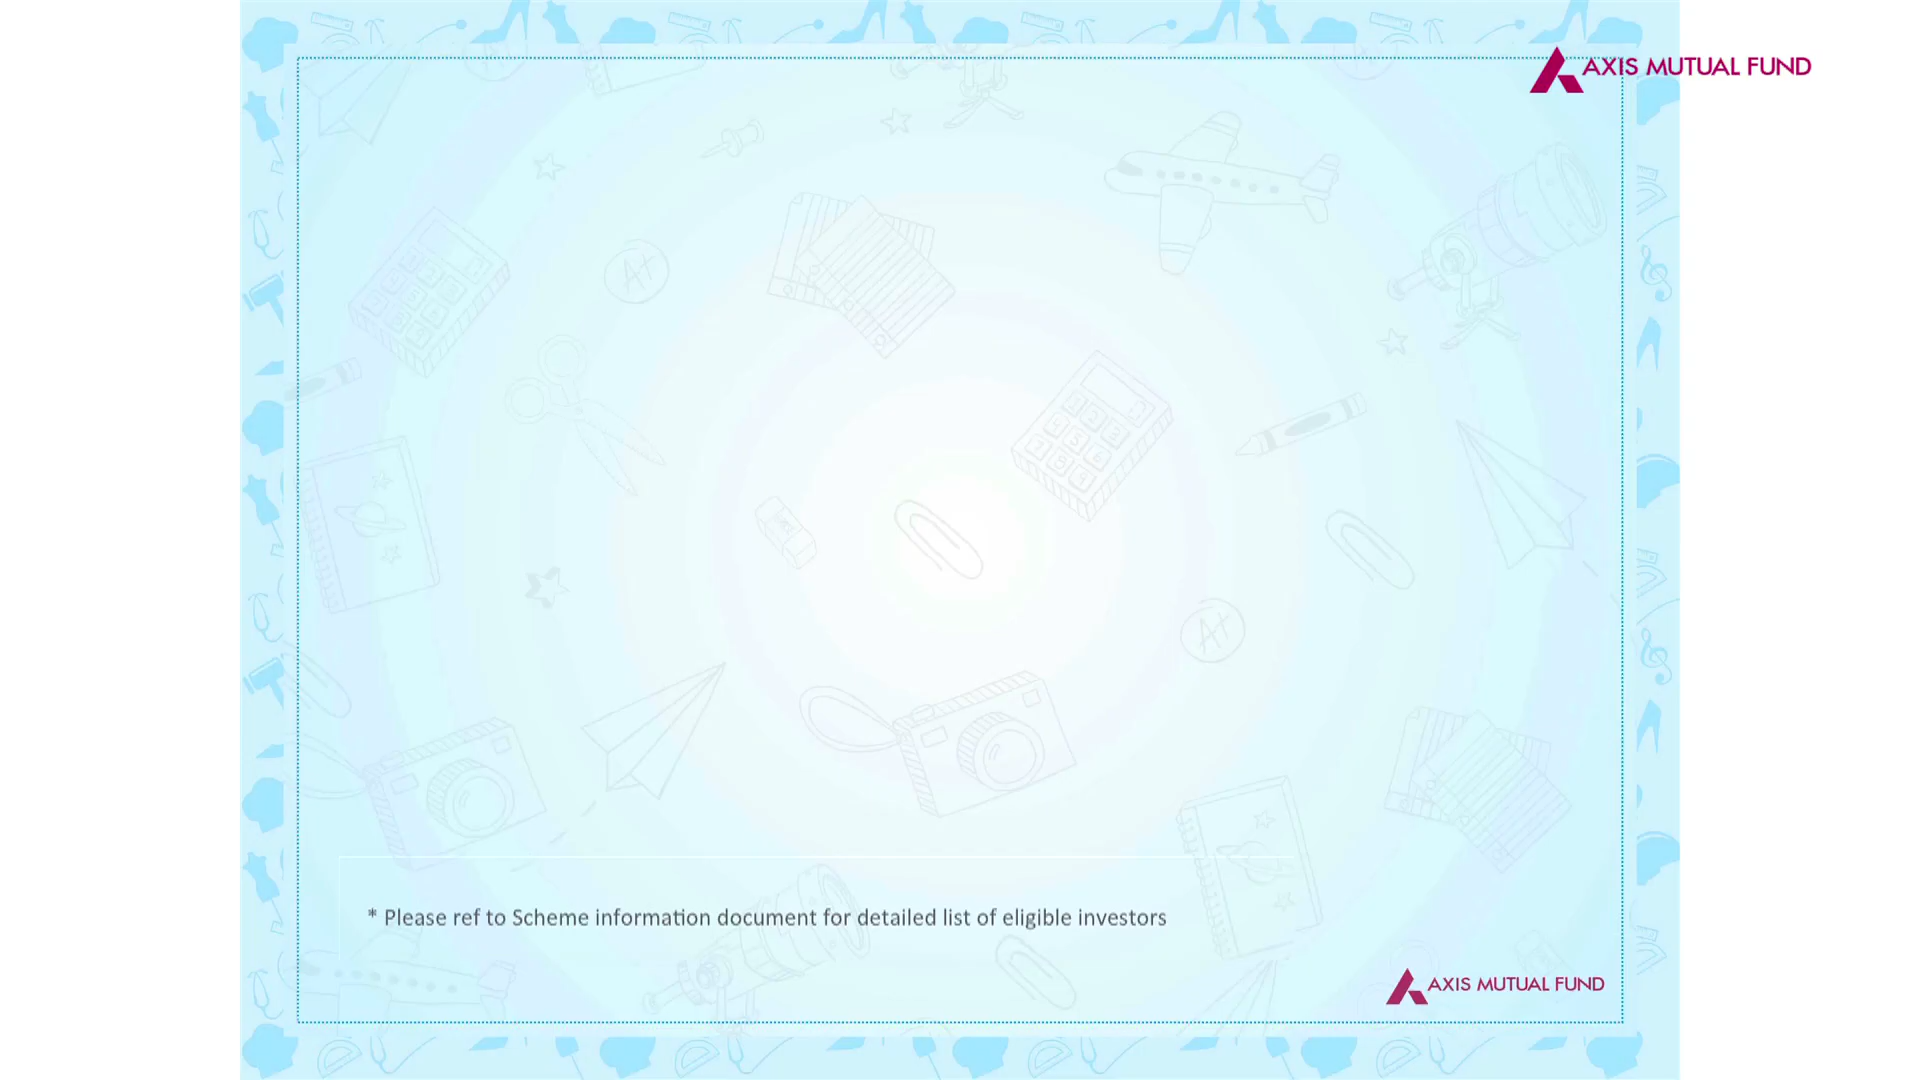 AXIS MUTUAL FUND
* Please ref to Scheme information document for detailed list of eligible investors
AXIS MUTUAL FUND